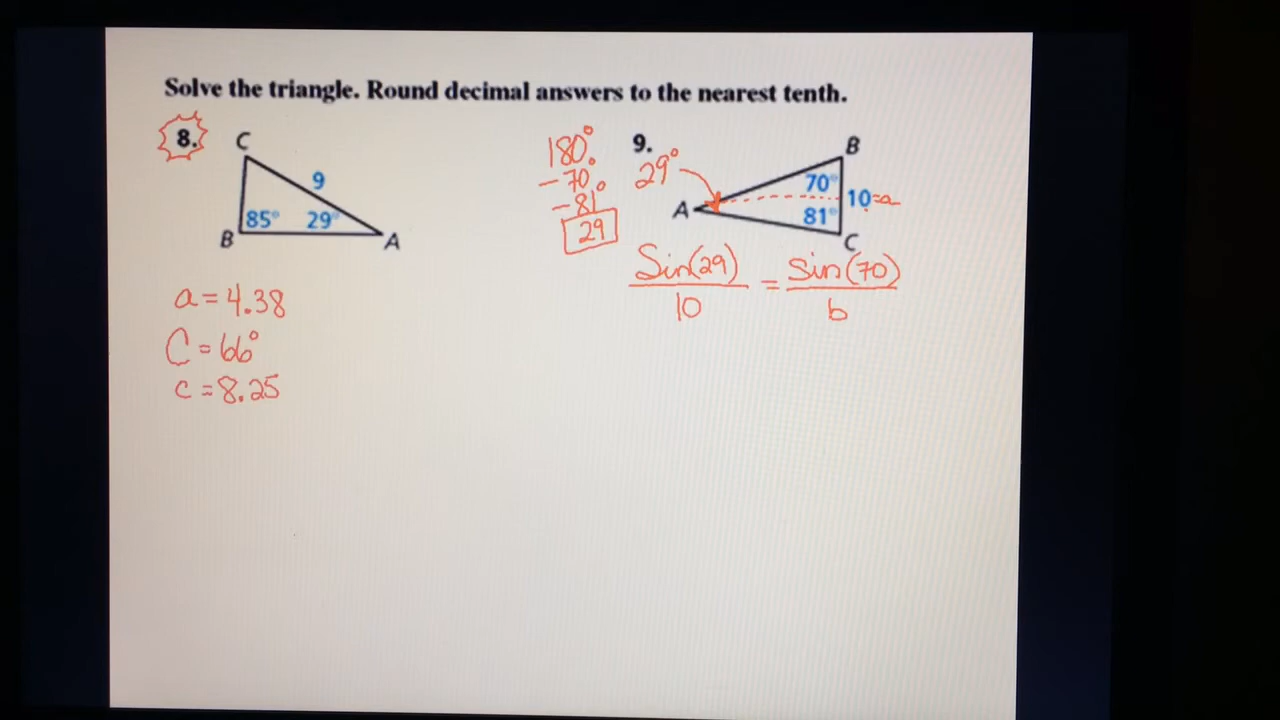 Solve the triangle. Round decimal answers to the nearest tenth.
8.
C
9
85° 29°
B
A
a = 4.38
C = 66°
c = 8.25
180°
- 70°
- 81°
29
9.
29°
B
70°
10 = a
A
81°
C
Sin(29) = Sin(70)
10 b